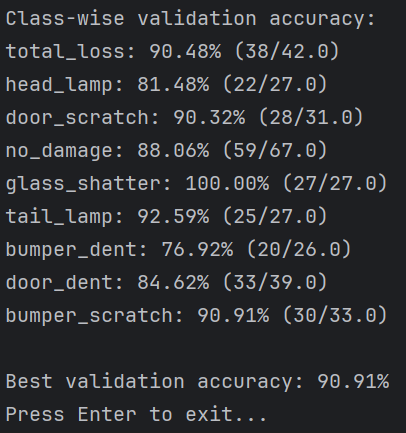 Class-wise validation accuracy:
total_loss: 90.48% (38/42.0)
head_lamp: 81.48% (22/27.0)
door_scratch: 90.32% (28/31.0)
no_damage: 88.06% (59/67.0)
glass_shatter: 100.00% (27/27.0)
tail_lamp: 92.59% (25/27.0)
bumper_dent: 76.92% (20/26.0)
door_dent: 84.62% (33/39.0)
bumper_scratch: 90.91% (30/33.0)
Best validation accuracy: 90.91%
Press Enter to exit...